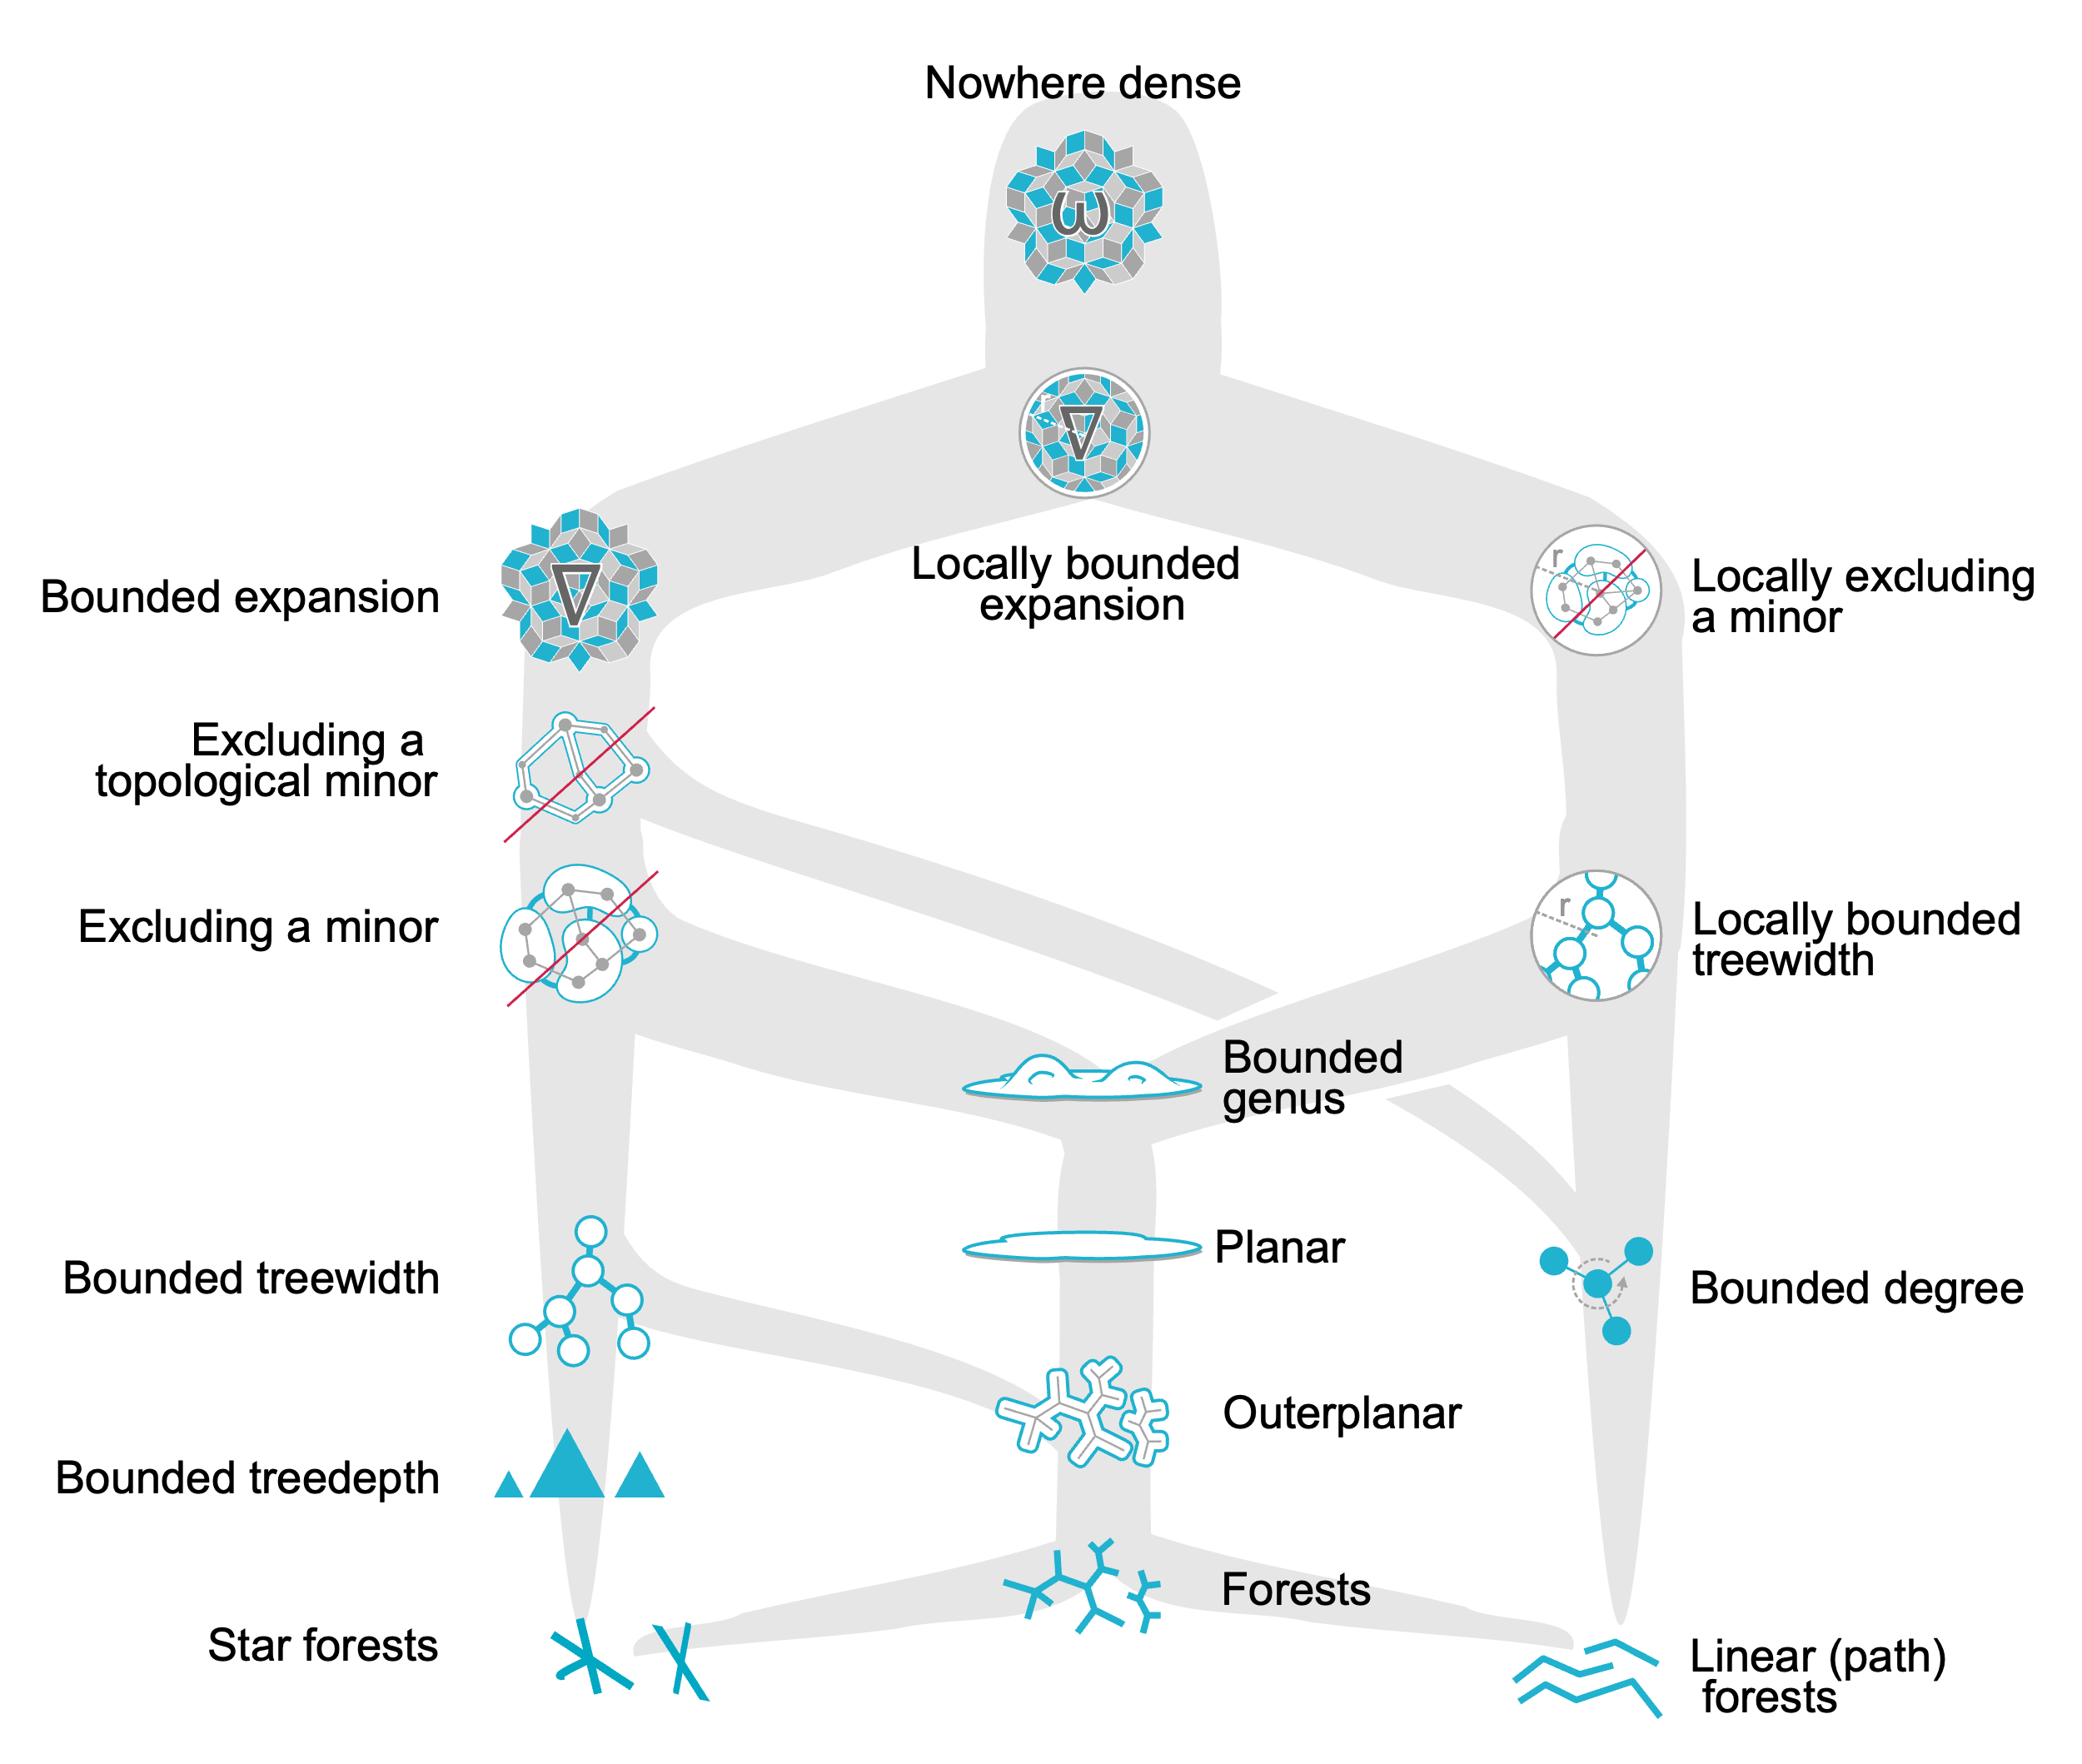 Nowhere dense
ω
r
∇
Locally bounded
expansion
Bounded expansion
∇
r
Locally excluding
a minor
Excluding a
topological minor
Excluding a minor
r
Locally bounded
treewidth
Bounded
genus
Planar
Bounded treewidth
Bounded degree
Outerplanar
Bounded treedepth
Forests
Star forests
Linear (path)
forests